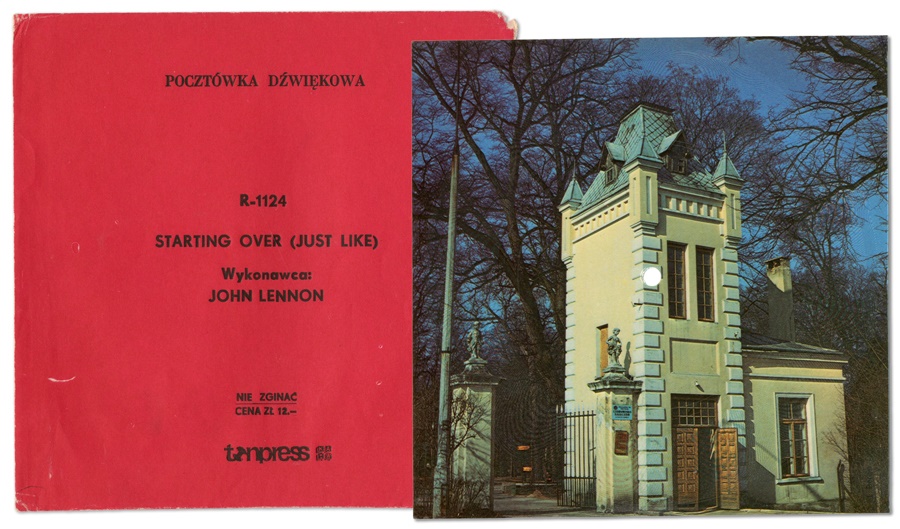 POCZTÓWKA DŹWIĘKOWA
R-1124
STARTING OVER (JUST LIKE)
Wykonawca:
JOHN LENNON
NIE ZGINAĆ
CENA ZŁ 12.–
tonpress